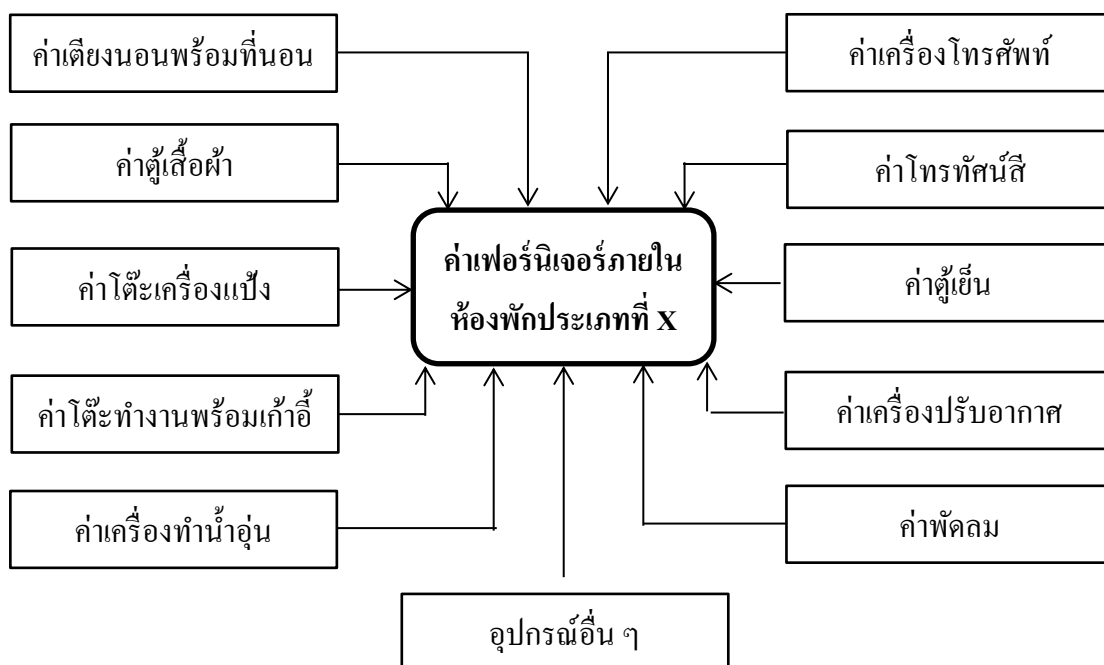 ค่าเตียงนอนพร้อมที่นอน
ค่าเครื่องโทรศัพท์
ค่าตู้เสื้อผ้า
ค่าโทรทัศน์สี
ค่าเฟอร์นิเจอร์ภายใน
ห้องพักประเภทที่ X
ค่าโต๊ะเครื่องแป้ง
ค่าตู้เย็น
ค่าโต๊ะทำงานพร้อมเก้าอี้
ค่าเครื่องปรับอากาศ
ค่าเครื่องทำน้ำอุ่น
ค่าพัดลม
อุปกรณ์อื่น ๆ